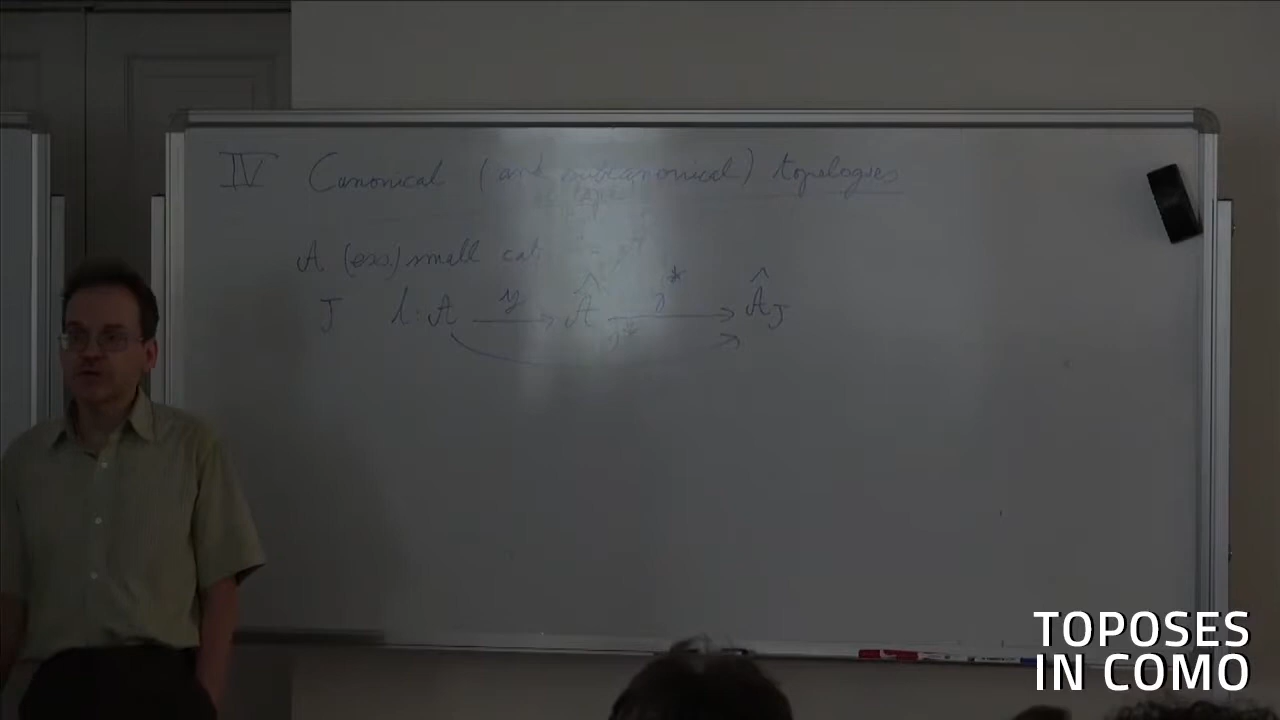 IV Canonical (and subcanonical) topologies
A (ess.) small cat
J l: A y→ Â j*→ Â_J
j*
TOPOSES
IN COMO